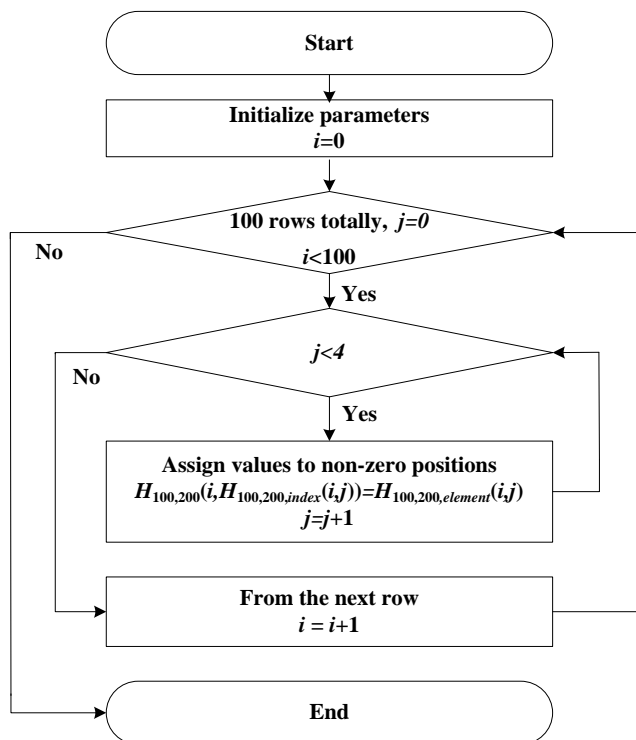 Start
Initialize parameters
i=0
100 rows totally, j=0
i<100
No
Yes
j<4
No
Yes
Assign values to non-zero positions
H100,200(i,H100,200,index(i,j))=H100,200,element(i,j)
j=j+1
From the next row
i = i+1
End